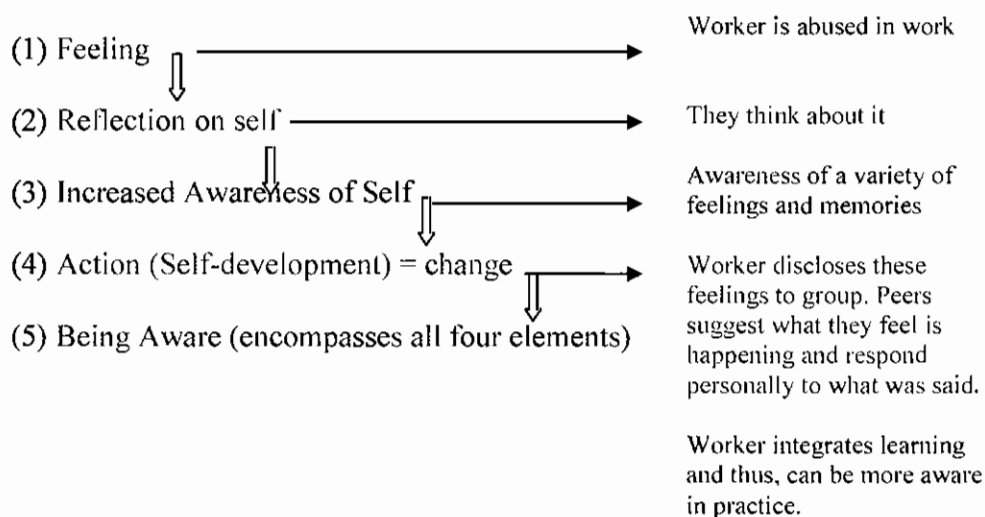 (1) Feeling
Worker is abused in work
(2) Reflection on self
They think about it
(3) Increased Awareness of Self
Awareness of a variety of
feelings and memories
(4) Action (Self-development) = change
Worker discloses these
feelings to group. Peers
suggest what they feel is
happening and respond
personally to what was said.
(5) Being Aware (encompasses all four elements)
Worker integrates learning
and thus, can be more aware
in practice.